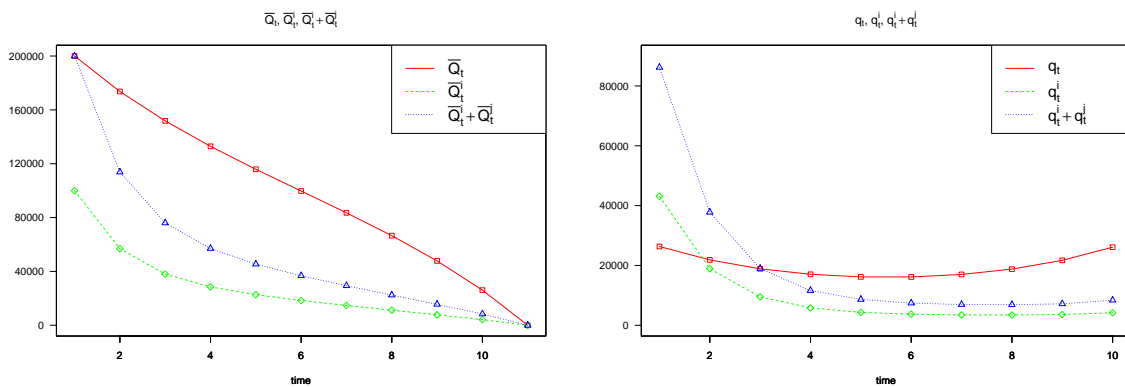 Q̅ₜ, Q̅ₜⁱ, Q̅ₜⁱ+Q̅ₜʲ
200000
160000
120000
80000
40000
0
2
4
6
8
10
time
Q̅ₜ
Q̅ₜⁱ
Q̅ₜⁱ+Q̅ₜʲ
qₜ, qₜⁱ, qₜⁱ+qₜʲ
80000
60000
40000
20000
0
2
4
6
8
10
time
qₜ
qₜⁱ
qₜⁱ+qₜʲ